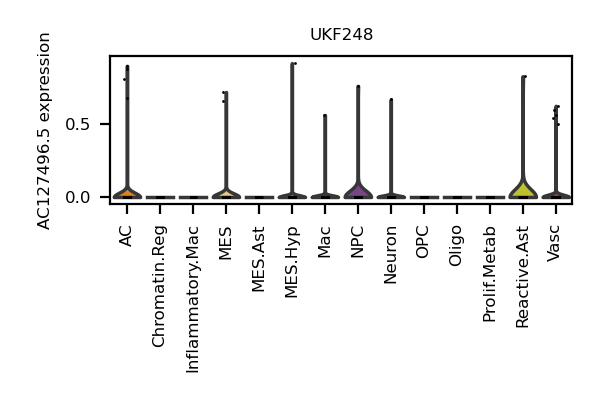 UKF248
AC127496.5 expression
0.5
0.0
AC
Chromatin.Reg
Inflammatory.Mac
MES
MES.Ast
MES.Hyp
Mac
NPC
Neuron
OPC
Oligo
Prolif.Metab
Reactive.Ast
Vasc